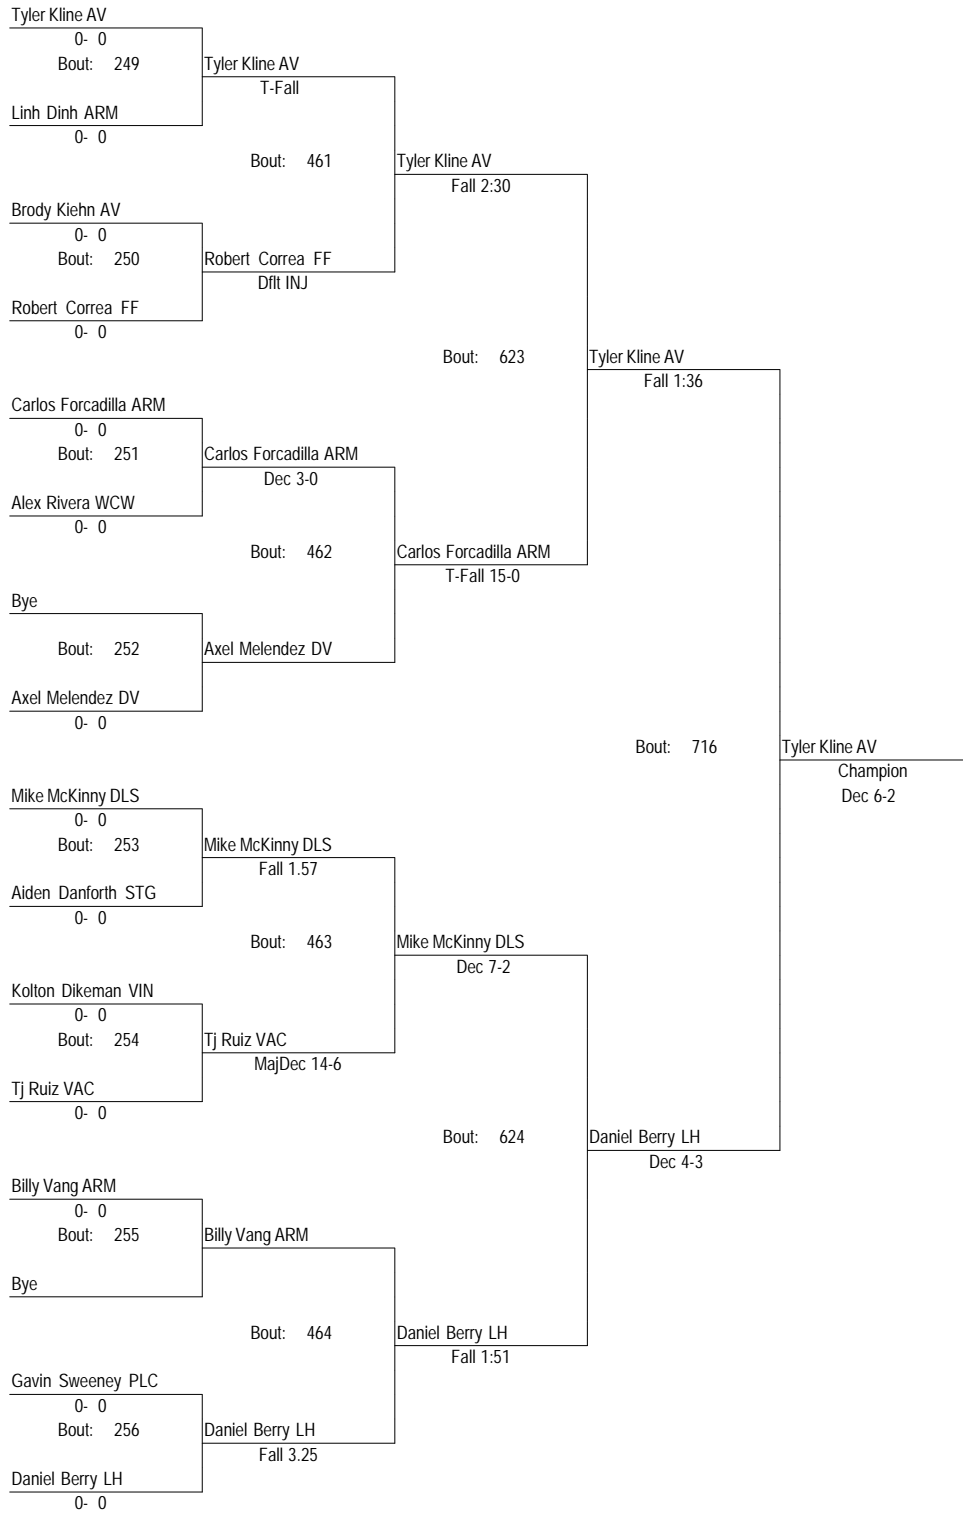 Tyler Kline AV
0- 0
Bout: 249
Tyler Kline AV
T-Fall
Linh Dinh ARM
0- 0
Bout: 461
Tyler Kline AV
Fall 2:30
Brody Kiehn AV
0- 0
Bout: 250
Robert Correa FF
Dflt INJ
Robert Correa FF
0- 0
Bout: 623
Tyler Kline AV
Fall 1:36
Carlos Forcadilla ARM
0- 0
Bout: 251
Carlos Forcadilla ARM
Dec 3-0
Alex Rivera WCW
0- 0
Bout: 462
Carlos Forcadilla ARM
T-Fall 15-0
Bye
Bout: 252
Axel Melendez DV
Axel Melendez DV
0- 0
Bout: 716
Tyler Kline AV
Champion
Dec 6-2
Mike McKinny DLS
0- 0
Bout: 253
Mike McKinny DLS
Fall 1.57
Aiden Danforth STG
0- 0
Bout: 463
Mike McKinny DLS
Dec 7-2
Kolton Dikeman VIN
0- 0
Bout: 254
Tj Ruiz VAC
MajDec 14-6
Tj Ruiz VAC
0- 0
Bout: 624
Daniel Berry LH
Dec 4-3
Billy Vang ARM
0- 0
Bout: 255
Billy Vang ARM
Bye
Bout: 464
Daniel Berry LH
Fall 1:51
Gavin Sweeney PLC
0- 0
Bout: 256
Daniel Berry LH
Fall 3.25
Daniel Berry LH
0- 0